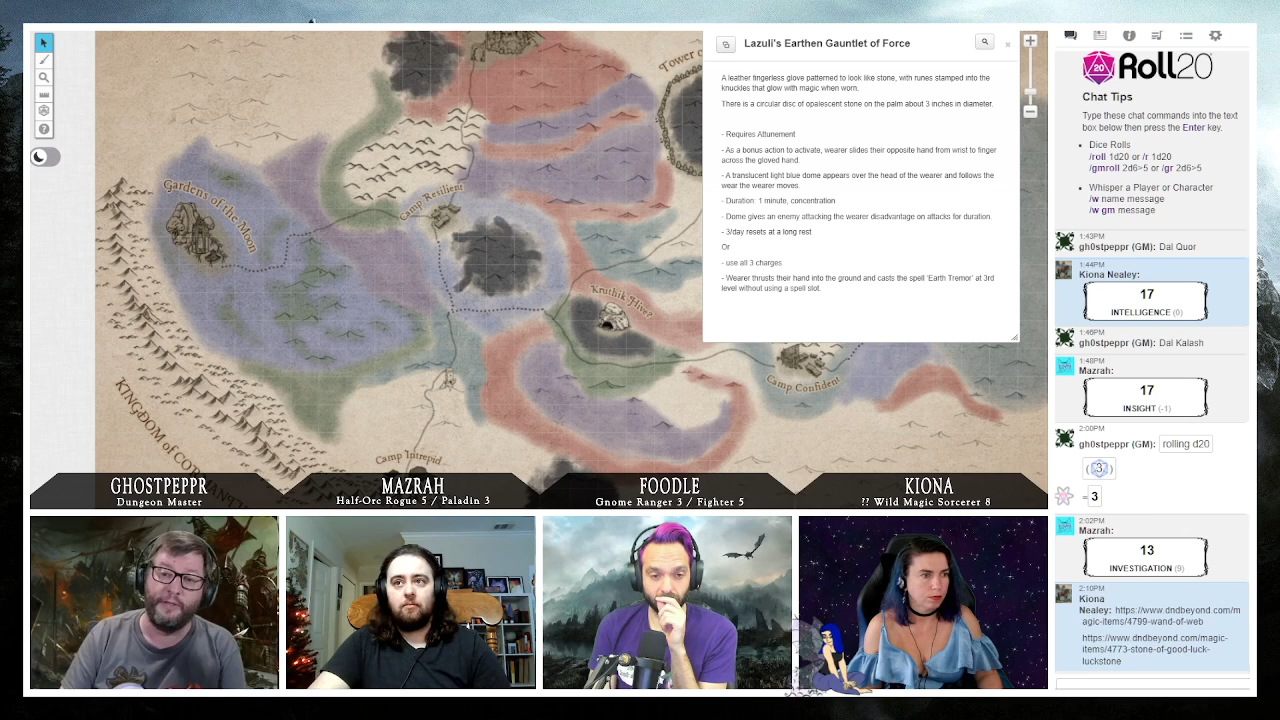 Gardens of the Moon
Camp Resilient
Tower o
Kruthik Hive
Camp Confident
Camp Intrepid
KINGDOM of COR
Lazuli's Earthen Gauntlet of Force
A leather fingerless glove patterned to look like stone, with runes stamped into the
knuckles that glow with magic when worn.
There is a circular disc of opalescent stone on the palm about 3 inches in diameter.
- Requires Attunement
- As a bonus action to activate, wearer slides their opposite hand from wrist to finger
across the gloved hand.
- A translucent light blue dome appears over the head of the wearer and follows the
wear the wearer moves.
- Duration: 1 minute, concentration
- Dome gives an enemy attacking the wearer disadvantage on attacks for duration.
- 3/day resets at a long rest
Or
- use all 3 charges
- Wearer thrusts their hand into the ground and casts the spell 'Earth Tremor' at 3rd
level without using a spell slot.
20 Roll20
Chat Tips
Type these chat commands into the text
box below then press the Enter key.
• Dice Rolls
/roll 1d20 or /r 1d20
/gmroll 2d6>5 or /gr 2d6>5
• Whisper a Player or Character
/w name message
/w gm message
1:43PM
gh0stpeppr (GM): Dal Quor
1:44PM
Kiona Nealey:
17
INTELLIGENCE (0)
1:46PM
gh0stpeppr (GM): Dal Kalash
1:48PM
Mazrah:
17
INSIGHT (-1)
2:00PM
gh0stpeppr (GM): rolling d20
(3)
=3
2:02PM
Mazrah:
13
INVESTIGATION (9)
2:10PM
Kiona
Nealey: https://www.dndbeyond.com/m
agic-items/4799-wand-of-web
https://www.dndbeyond.com/magic-
items/4773-stone-of-good-luck-
luckstone
GHOSTPEPPR
Dungeon Master
MAZRAH
Half-Orc Rogue 5 / Paladin 3
FOODLE
Gnome Ranger 3 / Fighter 5
KIONA
?? Wild Magic Sorcerer 8